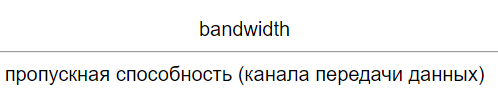 bandwidth
пропускная способность (канала передачи данных)